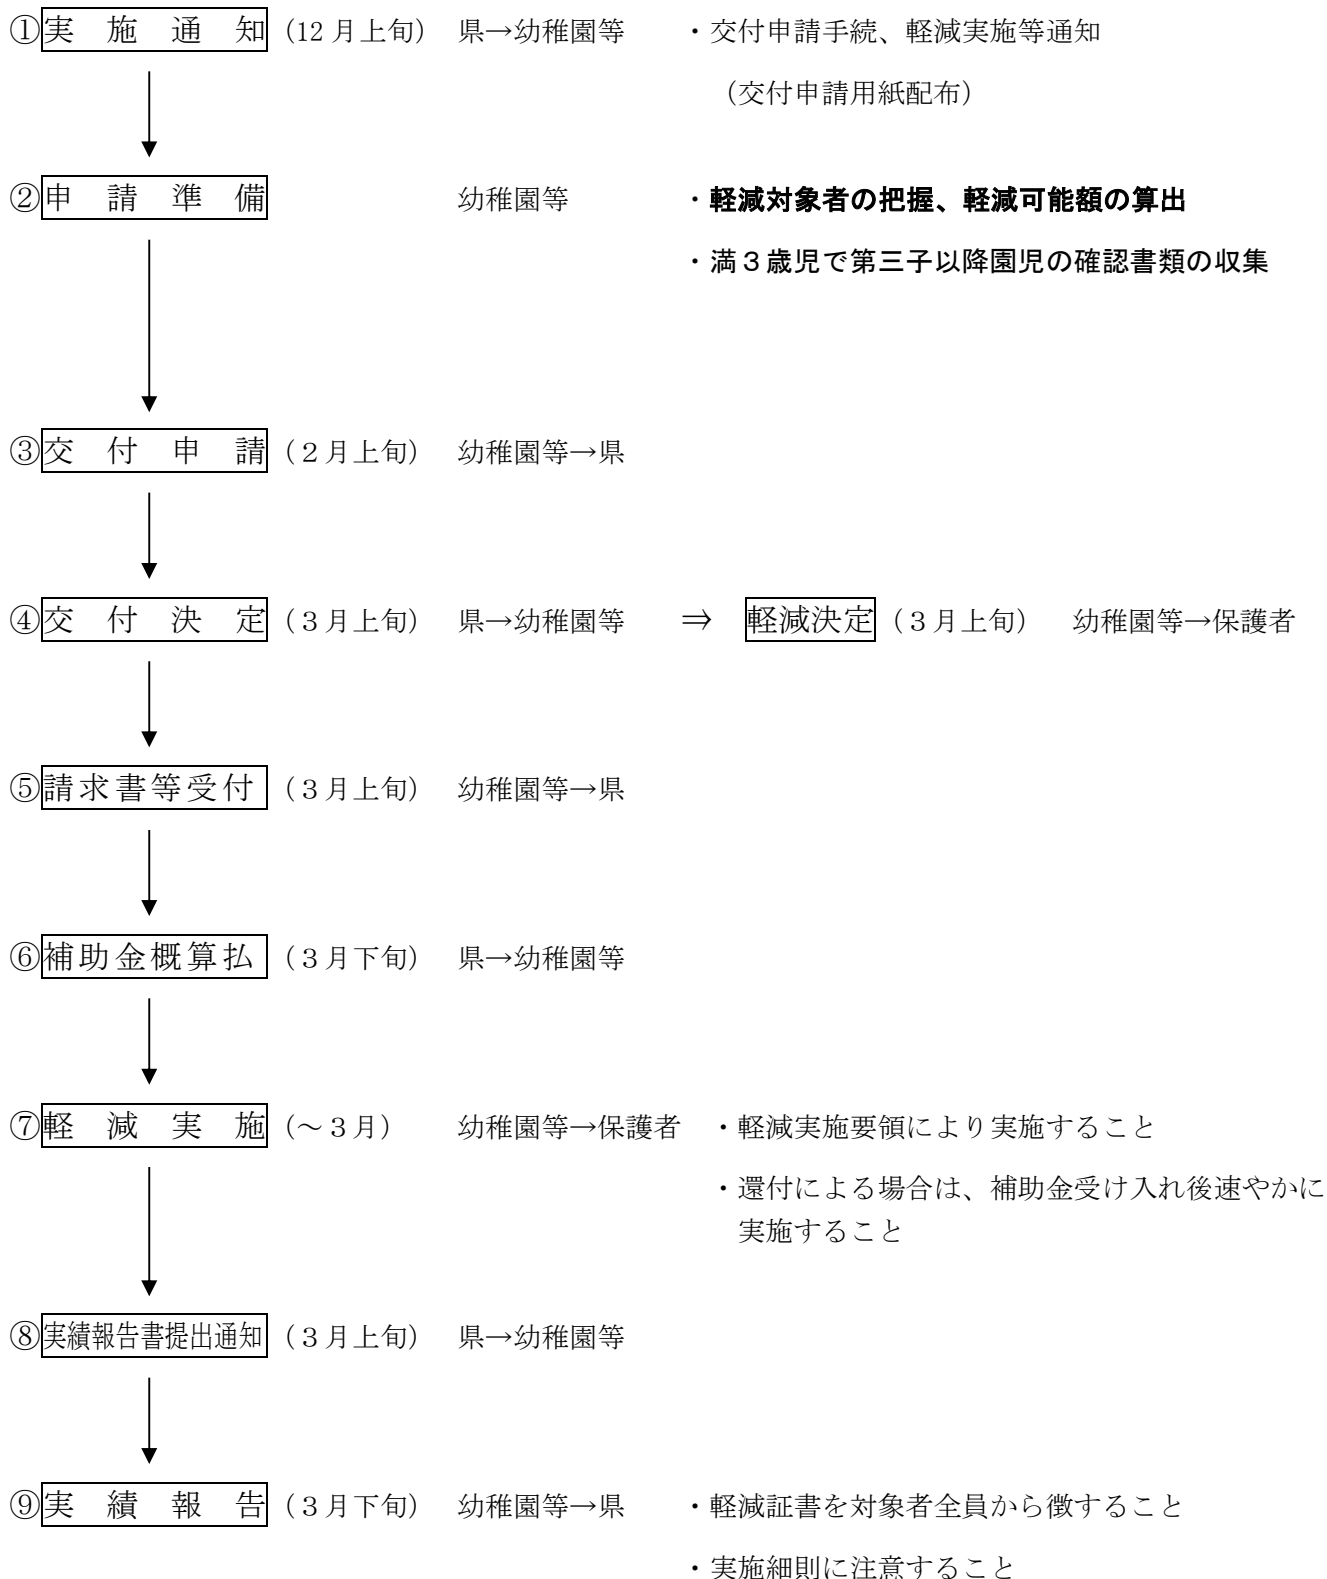 ①実　施　通　知（12月上旬）　県→幼稚園等　　・交付申請手続、軽減実施等通知
（交付申請用紙配布）
②申　請　準　備　　　　　　　幼稚園等　　　　・軽減対象者の把握、軽減可能額の算出
・満３歳児で第三子以降園児の確認書類の収集
③交　付　申　請（２月上旬）　幼稚園等→県
④交　付　決　定（３月上旬）　県→幼稚園等　　⇒　軽減決定（３月上旬）　幼稚園等→保護者
⑤請求書等受付（３月上旬）　幼稚園等→県
⑥補助金概算払（３月下旬）　県→幼稚園等
⑦軽　減　実　施（～３月）　　幼稚園等→保護者　・軽減実施要領により実施すること
・還付による場合は、補助金受け入れ後速やかに
実施すること
⑧実績報告書提出通知（３月上旬）　県→幼稚園等
⑨実　績　報　告（３月下旬）　幼稚園等→県　　・軽減証書を対象者全員から徴すること
・実施細則に注意すること